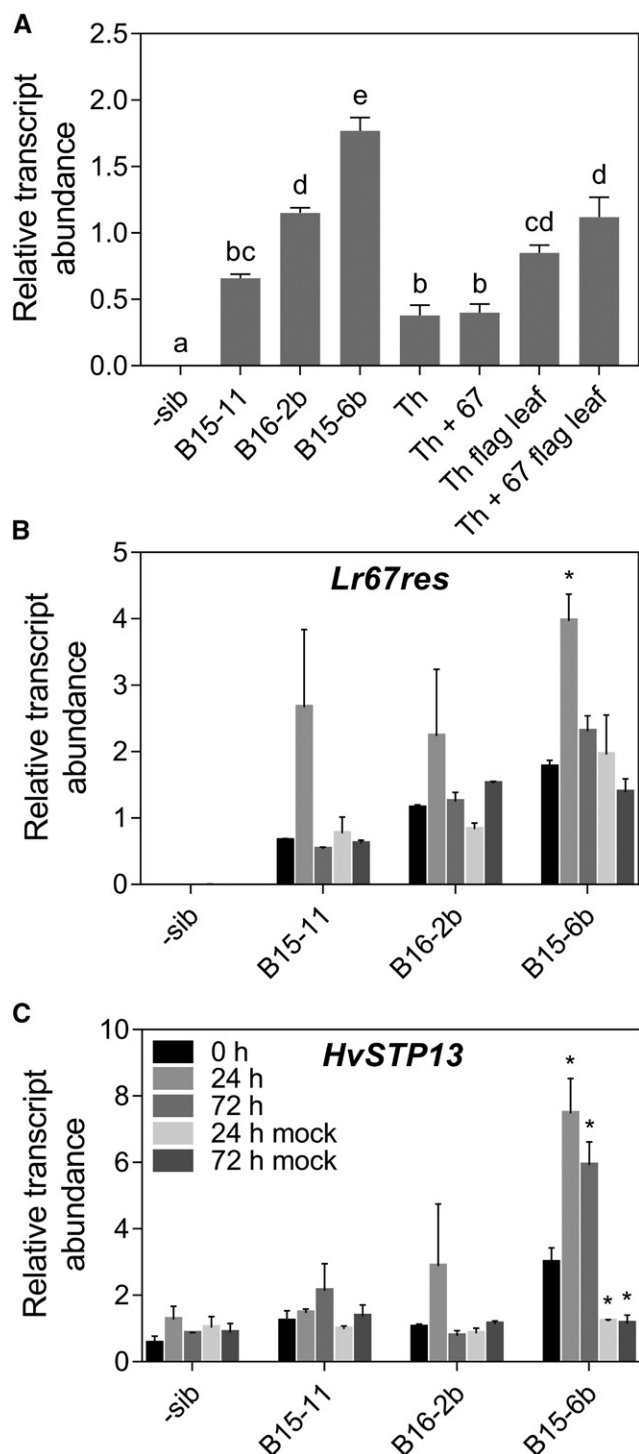 A
Relative transcript
abundance
2.5
2.0
1.5
1.0
0.5
0.0
a
bc
d
e
b
b
cd
d
-sib
B15-11
B16-2b
B15-6b
Th
Th + 67
Th flag leaf
Th + 67 flag leaf
B
Lr67res
Relative transcript
abundance
5
4
3
2
1
0
*
-sib
B15-11
B16-2b
B15-6b
C
HvSTP13
Relative transcript
abundance
10
8
6
4
2
0
0 h
24 h
72 h
24 h mock
72 h mock
*
*
* *
-sib
B15-11
B16-2b
B15-6b